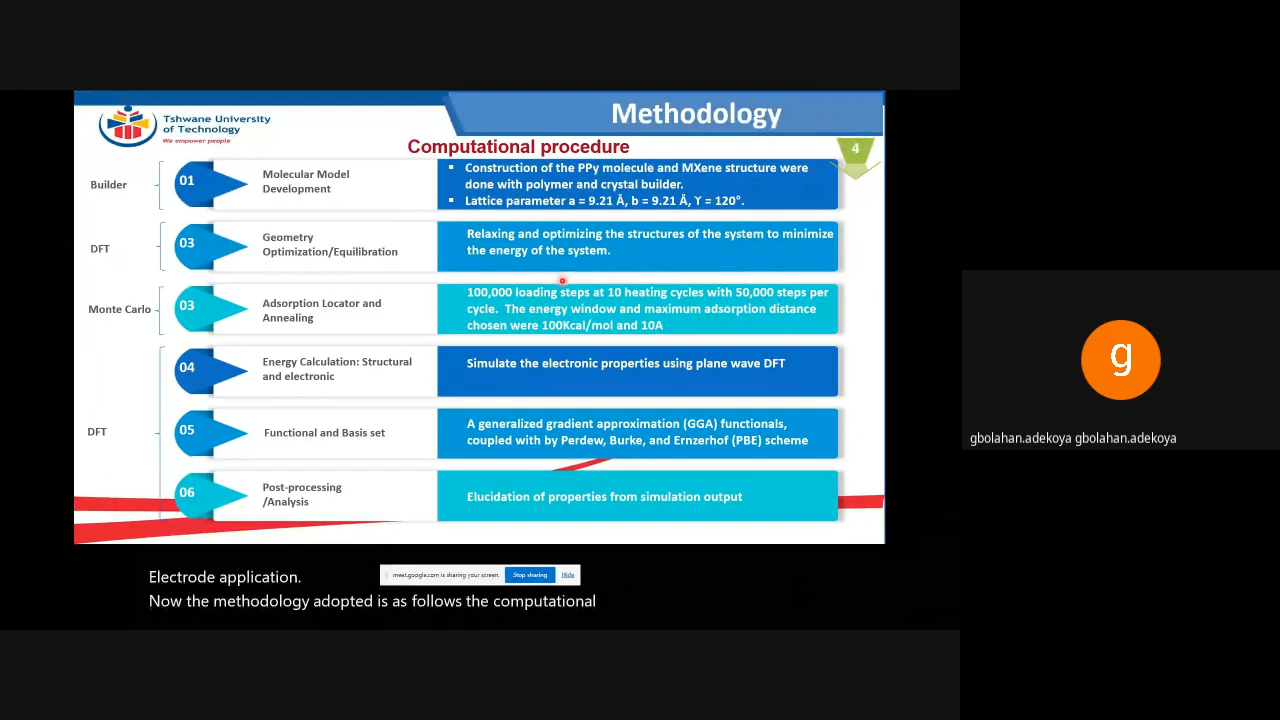 Tshwane University
of Technology
We empower people
Methodology
Computational procedure
4
Builder
01
Molecular Model
Development
▪ Construction of the PPy molecule and MXene structure were
done with polymer and crystal builder.
▪ Lattice parameter a = 9.21 Å, b = 9.21 Å, ϒ = 120°.
DFT
03
Geometry
Optimization/Equilibration
Relaxing and optimizing the structures of the system to minimize
the energy of the system.
Monte Carlo
03
Adsorption Locator and
Annealing
100,000 loading steps at 10 heating cycles with 50,000 steps per
cycle. The energy window and maximum adsorption distance
chosen were 100Kcal/mol and 10A
DFT
04
Energy Calculation: Structural
and electronic
Simulate the electronic properties using plane wave DFT
05
Functional and Basis set
A generalized gradient approximation (GGA) functionals,
coupled with by Perdew, Burke, and Ernzerhof (PBE) scheme
06
Post-processing
/Analysis
Elucidation of properties from simulation output
Electrode application.
Now the methodology adopted is as follows the computational
meet.google.com is sharing your screen.
Stop sharing
Hide
g
gbolahan.adekoya gbolahan.adekoya